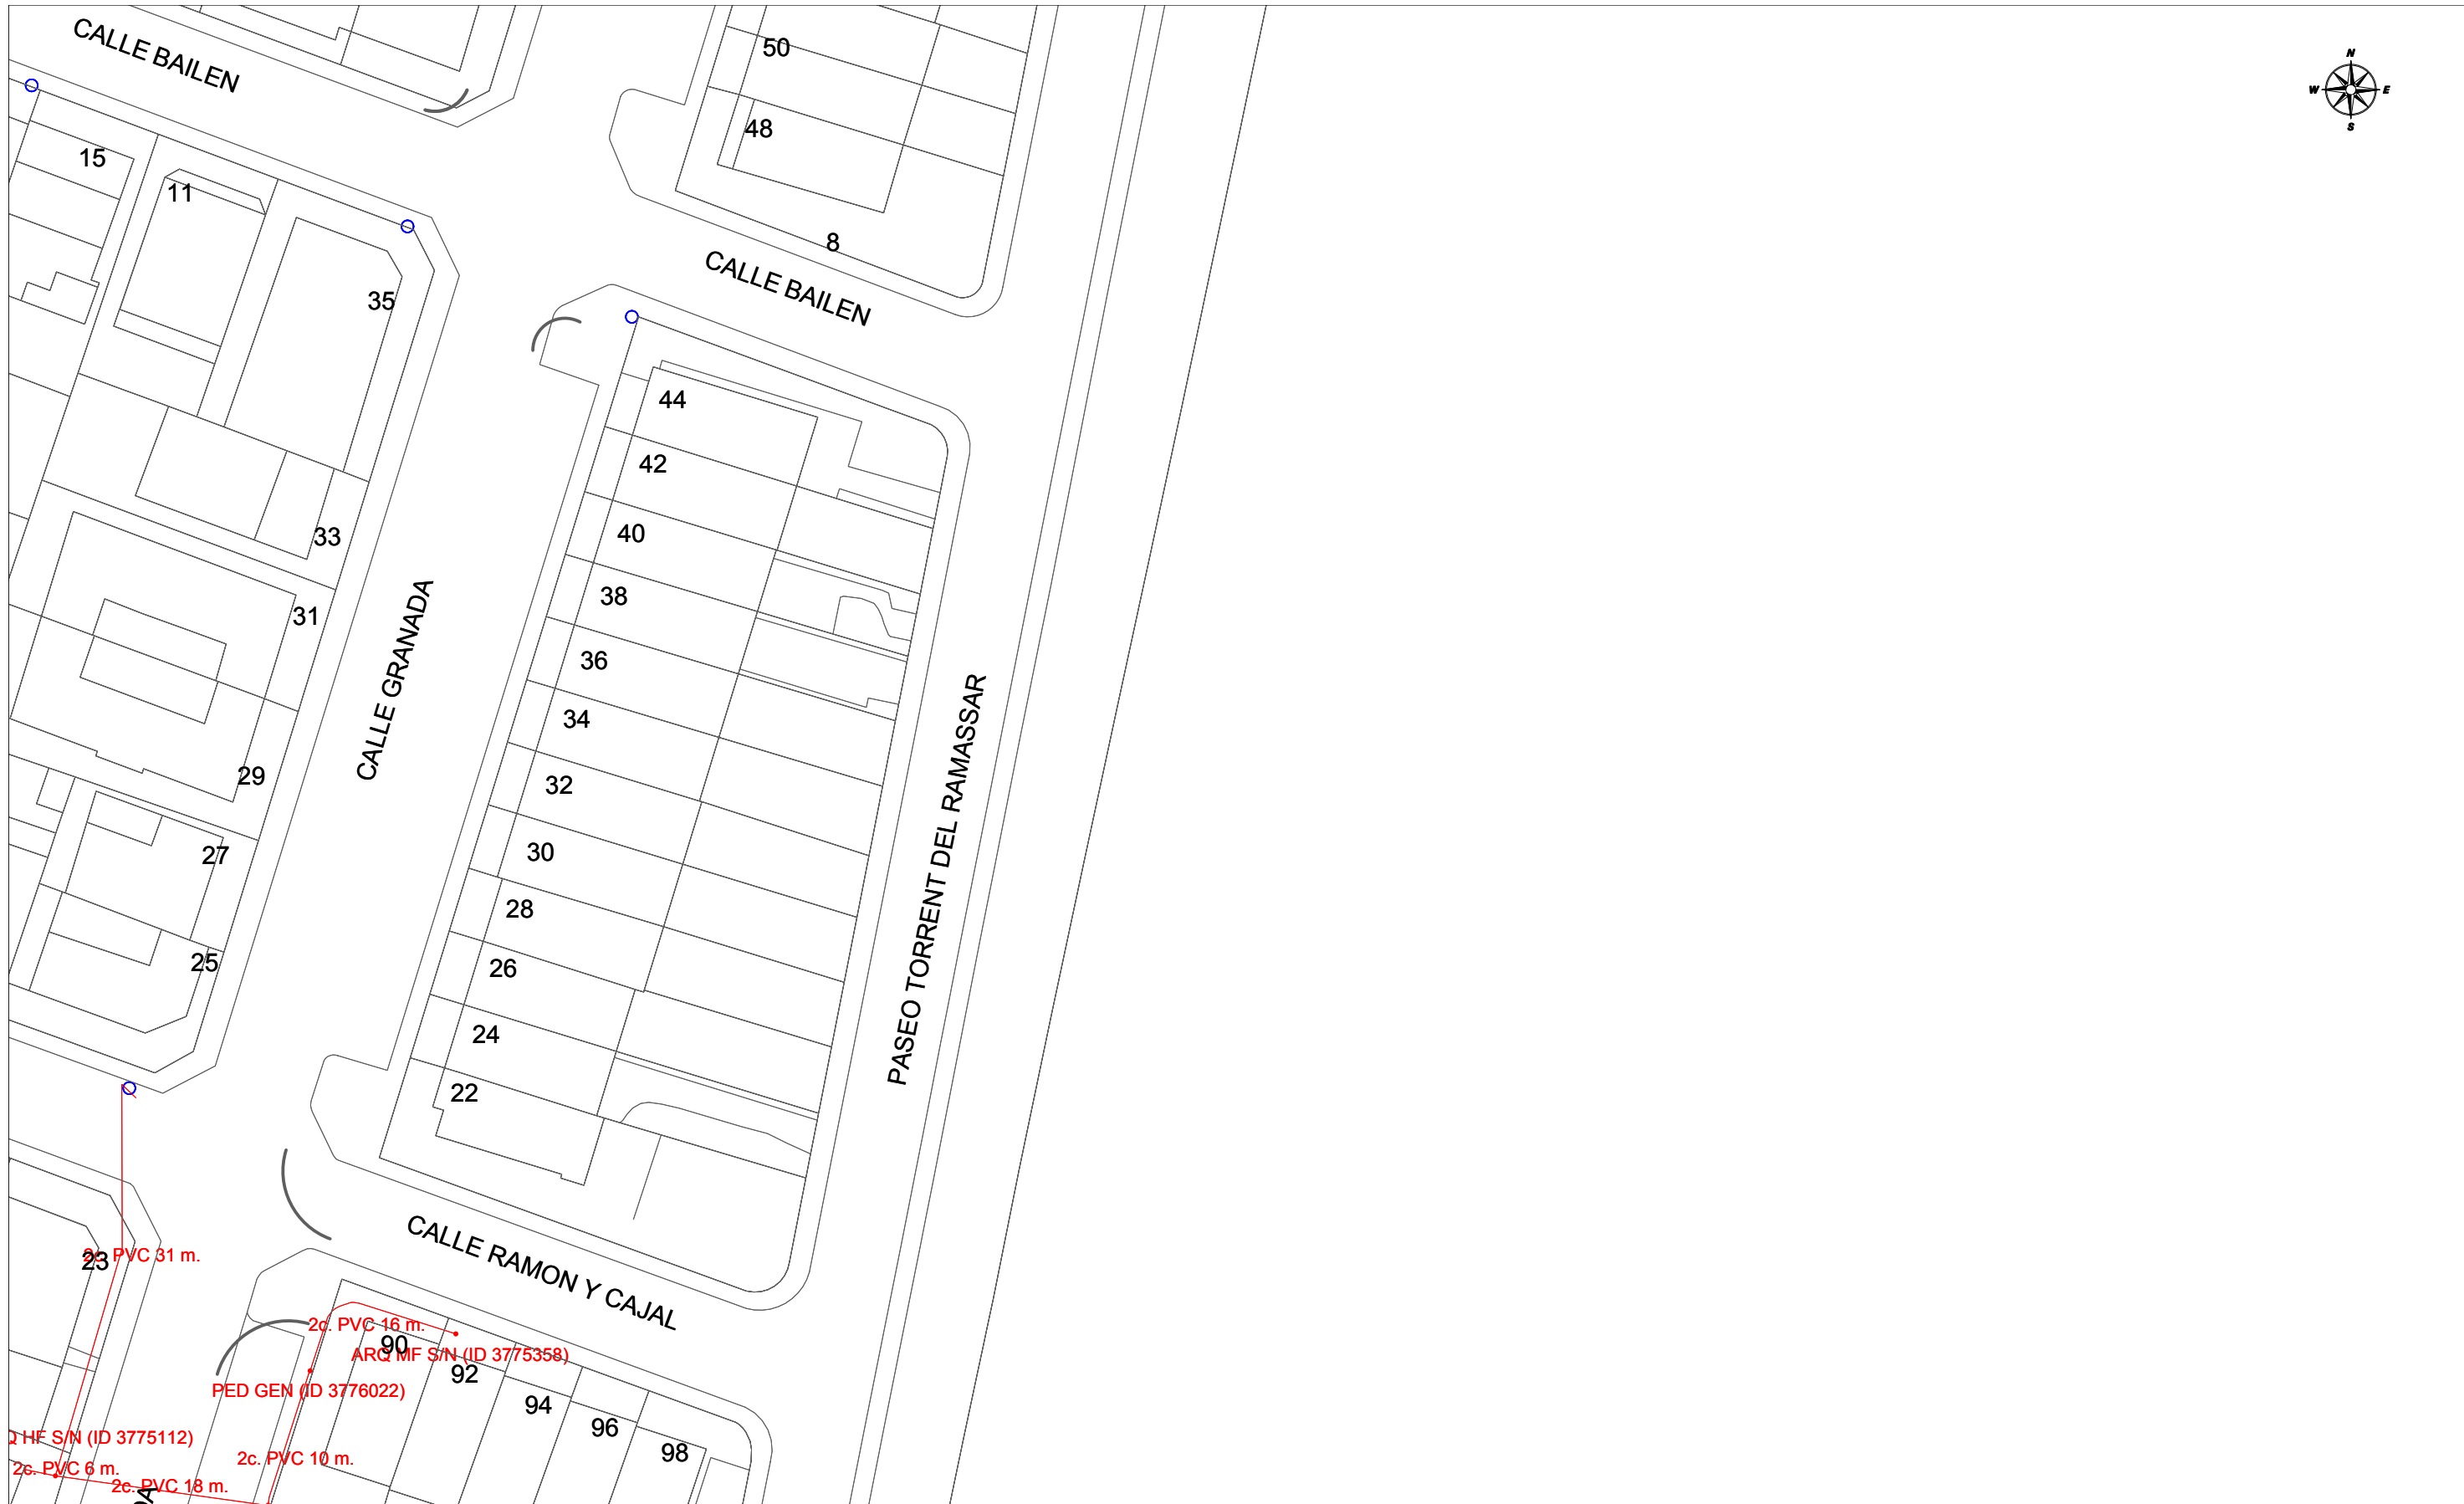 CALLE BAILEN
50
N
W
E
S
48
15
11
8
CALLE BAILEN
35
44
42
40
33
38
31
CALLE GRANADA
36
34
29
32
PASEO TORRENT DEL RAMASSAR
30
27
28
25
26
24
22
CALLE RAMON Y CAJAL
23
2c. PVC 31 m.
2c. PVC 16 m.
90
ARQ MF S/N (ID 3775358)
92
PED GEN (ID 3776022)
94
96
HF S/N (ID 3775112)
98
2c. PVC 10 m.
2c. PVC 6 m.
2c. PVC 18 m.